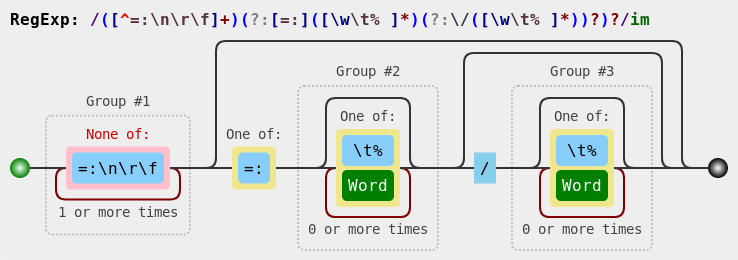 RegExp: /([^=:\n\r\f]+)(?:[=:]([\w\t% ]*)(?:\/([\w\t% ]*))?)?/im
Group #1
Group #2
Group #3
None of:
=:\n\r\f
1 or more times
One of:
=:
One of:
\t%
Word
0 or more times
/
One of:
\t%
Word
0 or more times